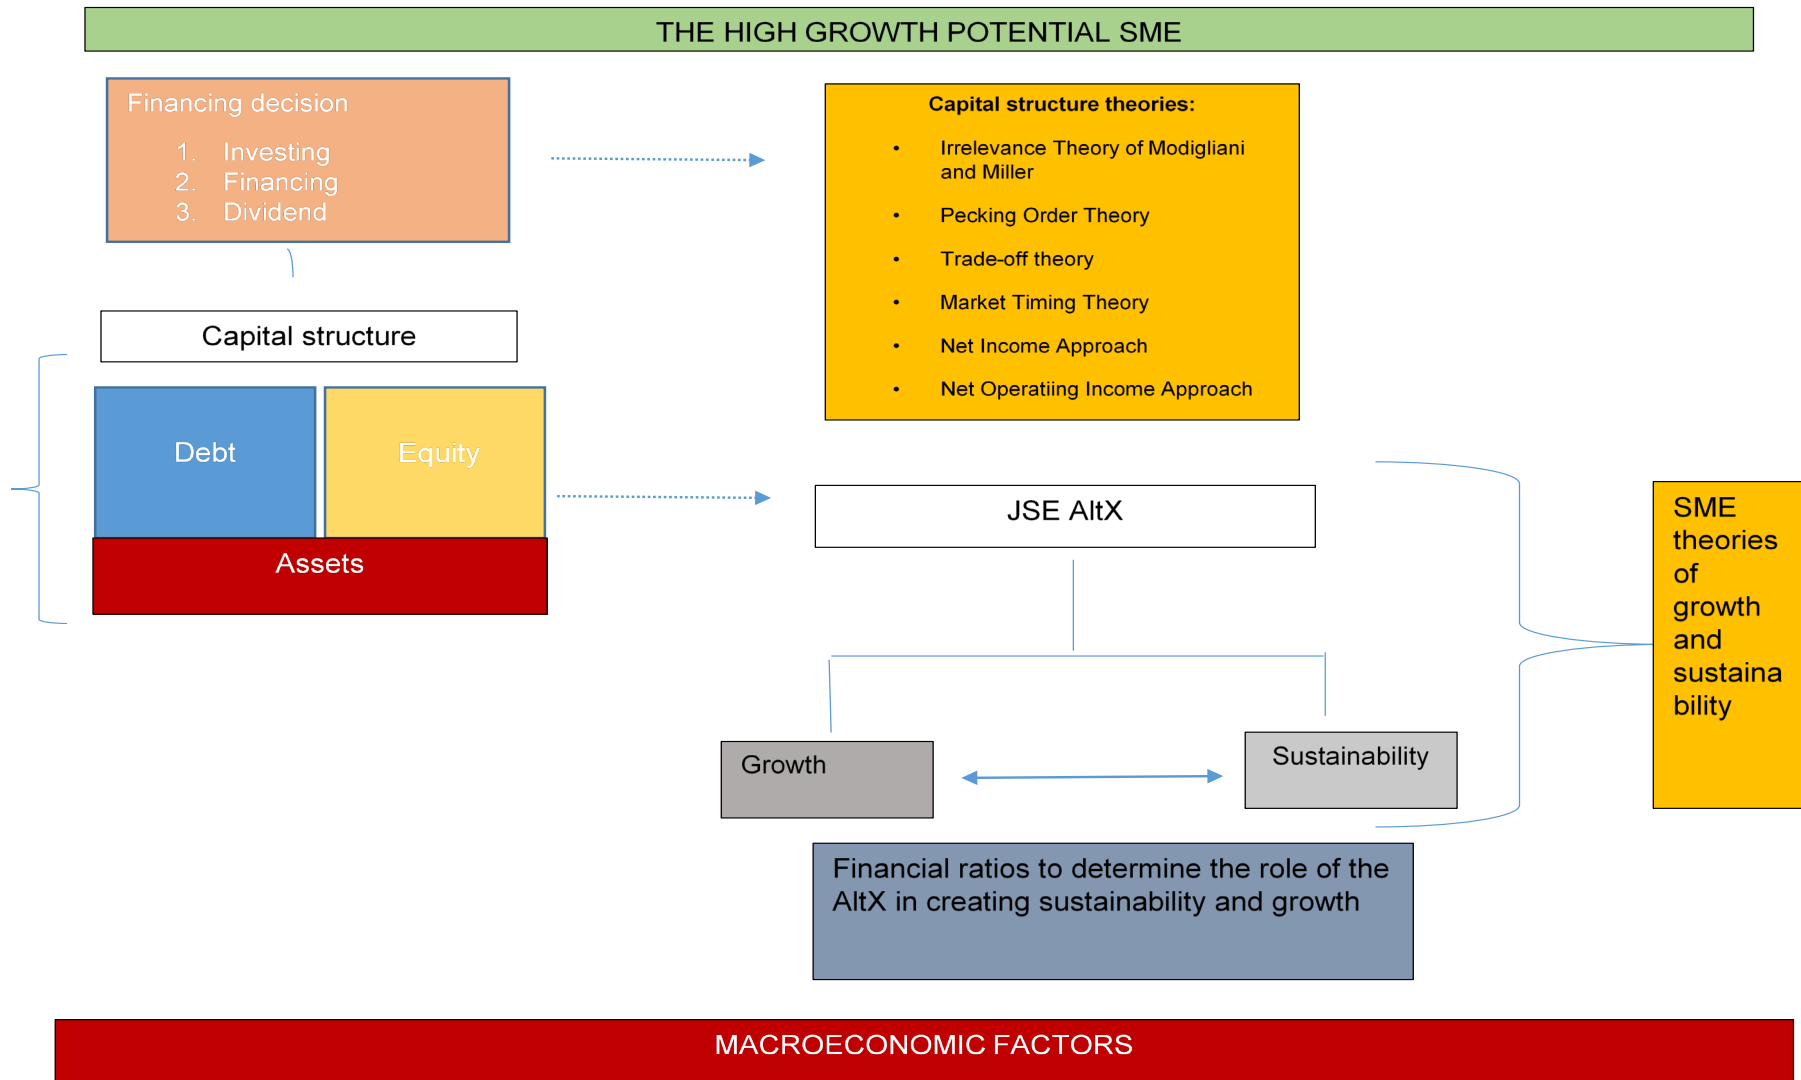 THE HIGH GROWTH POTENTIAL SME
Financing decision
1. Investing
2. Financing
3. Dividend
Capital structure theories:
• Irrelevance Theory of Modigliani
and Miller
• Pecking Order Theory
• Trade-off theory
• Market Timing Theory
• Net Income Approach
• Net Operatiing Income Approach
Capital structure
Debt
Equity
Assets
JSE AltX
SME
theories
of
growth
and
sustaina
bility
Growth
Sustainability
Financial ratios to determine the role of the
AltX in creating sustainability and growth
MACROECONOMIC FACTORS